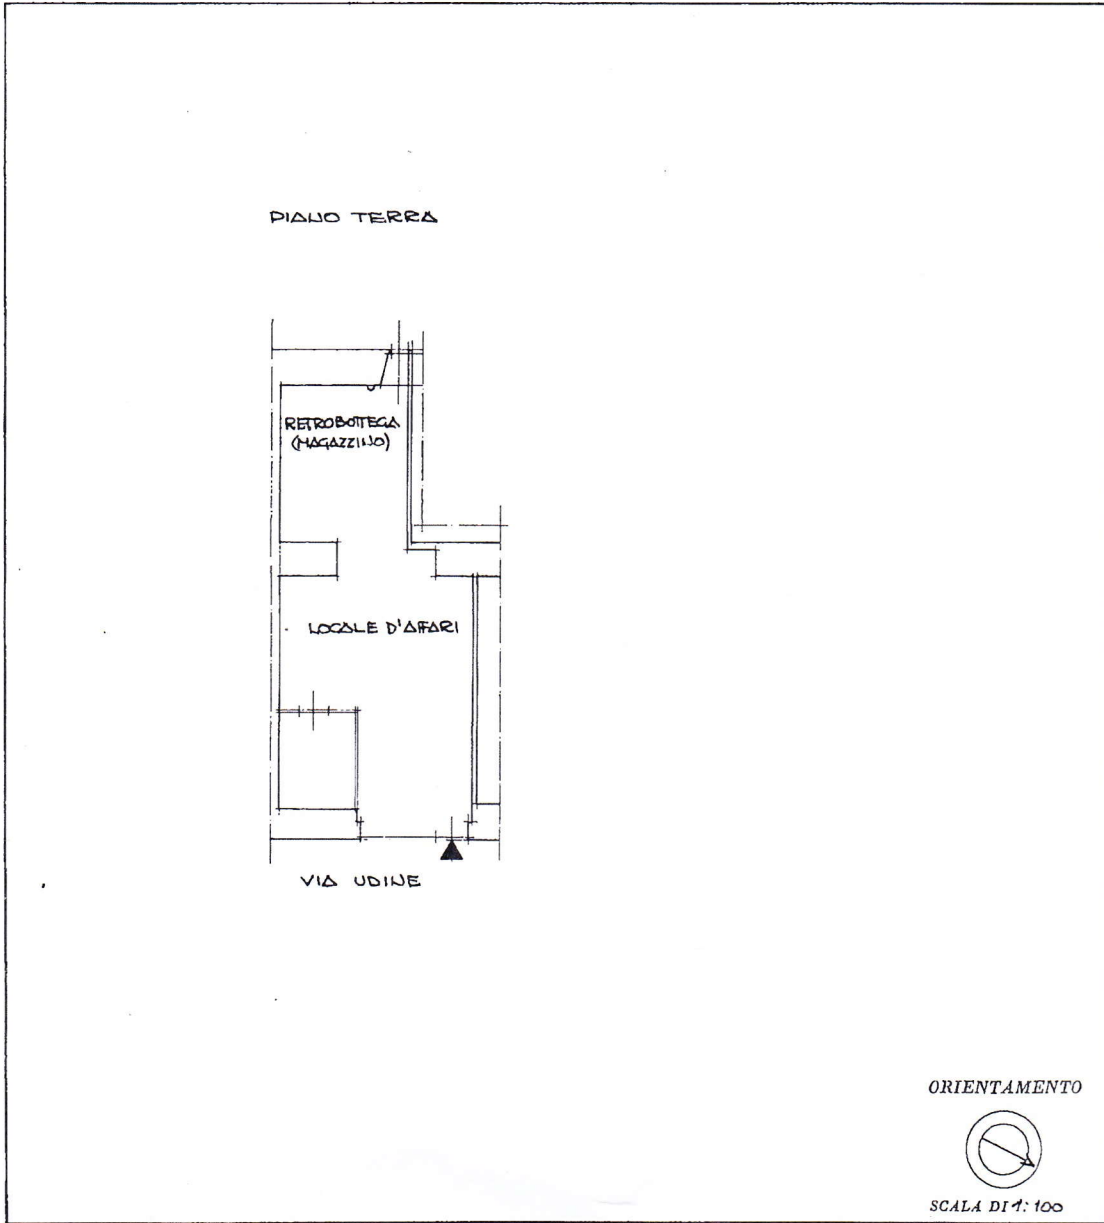 PIANO TERRA
RETROBOTTEGA
(MAGAZZINO)
LOCALE D'AFFARI
VIA UDINE
ORIENTAMENTO
SCALA DI 1: 100